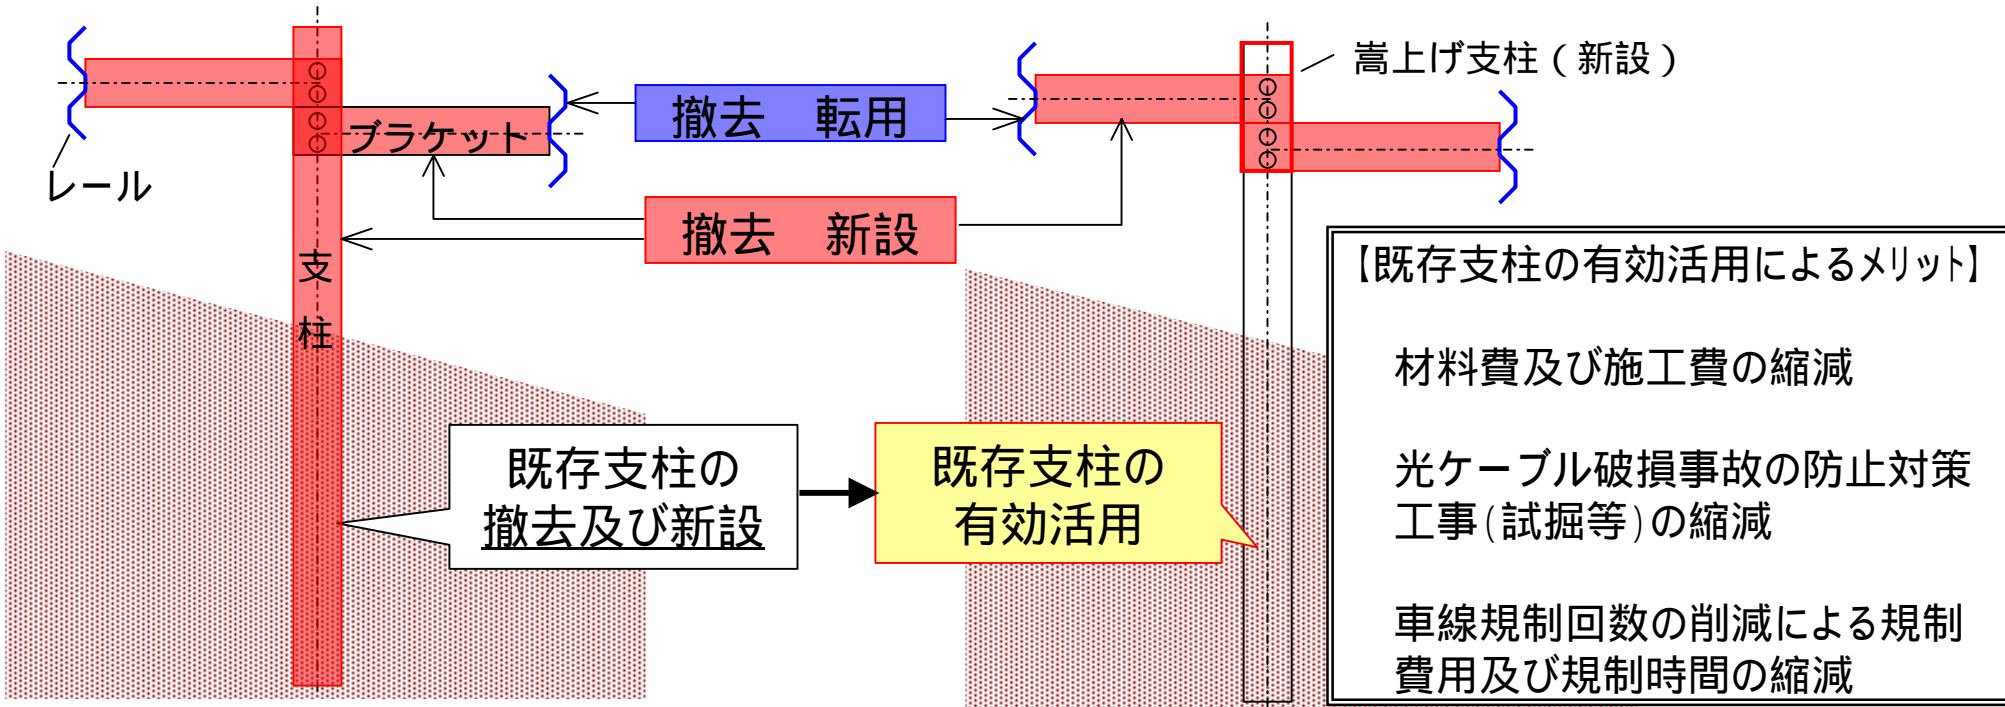 嵩上げ支柱（新設）
撤去　転用
ブラケット
レール
撤去　新設
支
柱
【既存支柱の有効活用によるメリット】
材料費及び施工費の縮減
光ケーブル破損事故の防止対策
工事(試掘等)の縮減
車線規制回数の削減による規制
費用及び規制時間の縮減
既存支柱の
撤去及び新設
既存支柱の
有効活用